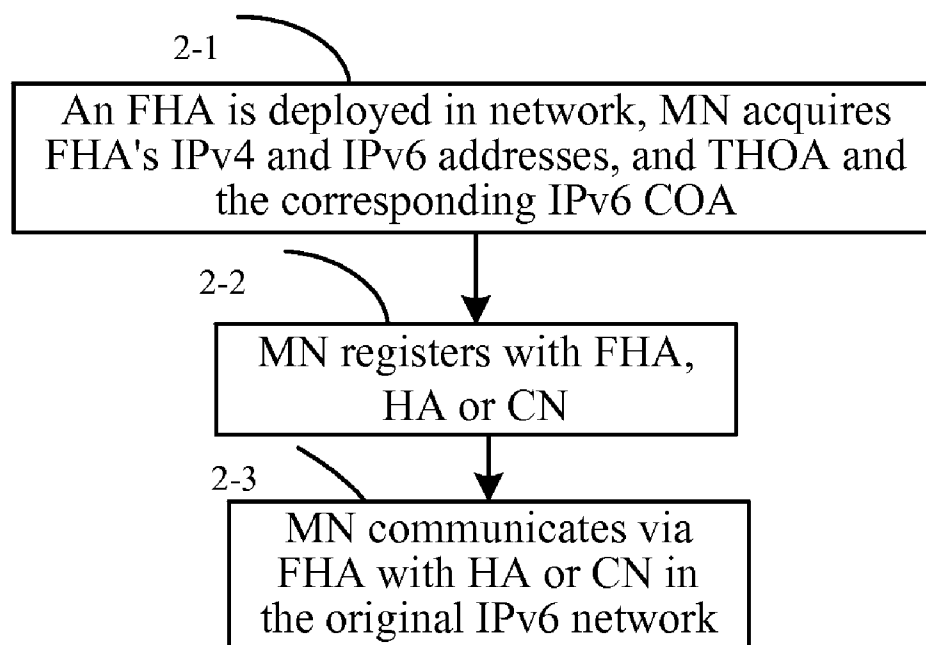 2-1
An FHA is deployed in network, MN acquires
FHA's IPv4 and IPv6 addresses, and THOA and
the corresponding IPv6 COA
2-2
MN registers with FHA,
HA or CN
2-3
MN communicates via
FHA with HA or CN in
the original IPv6 network